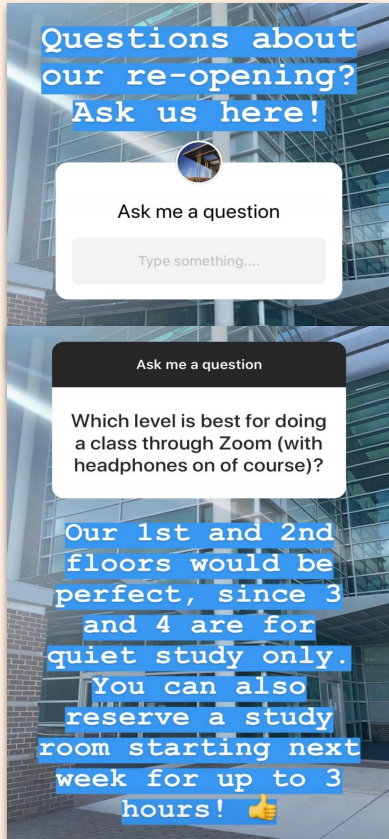 Questions about
our re-opening?
Ask us here!
Ask me a question
Type something....
Ask me a question
Which level is best for doing
a class through Zoom (with
headphones on of course)?
Our 1st and 2nd
floors would be
perfect, since 3
and 4 are for
quiet study only.
You can also
reserve a study
room starting next
week for up to 3
hours! 👍